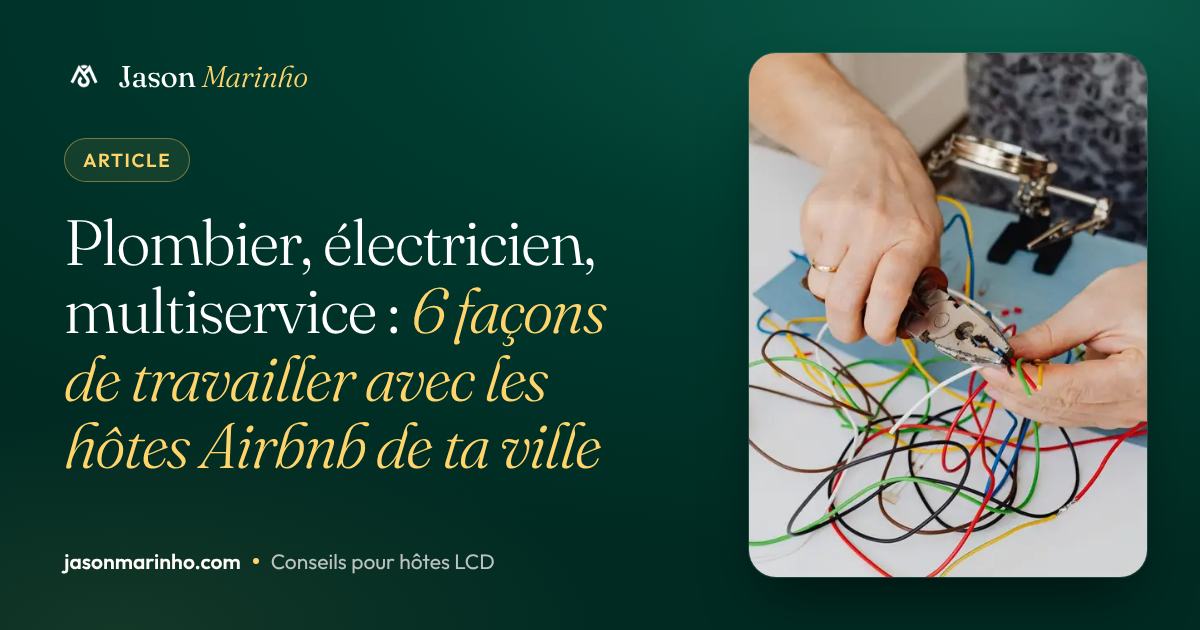 Jason Marinho
ARTICLE
Plombier, électricien,
multiservice : 6 façons
de travailler avec les
hôtes Airbnb de ta ville
jasonmarinho.com • Conseils pour hôtes LCD